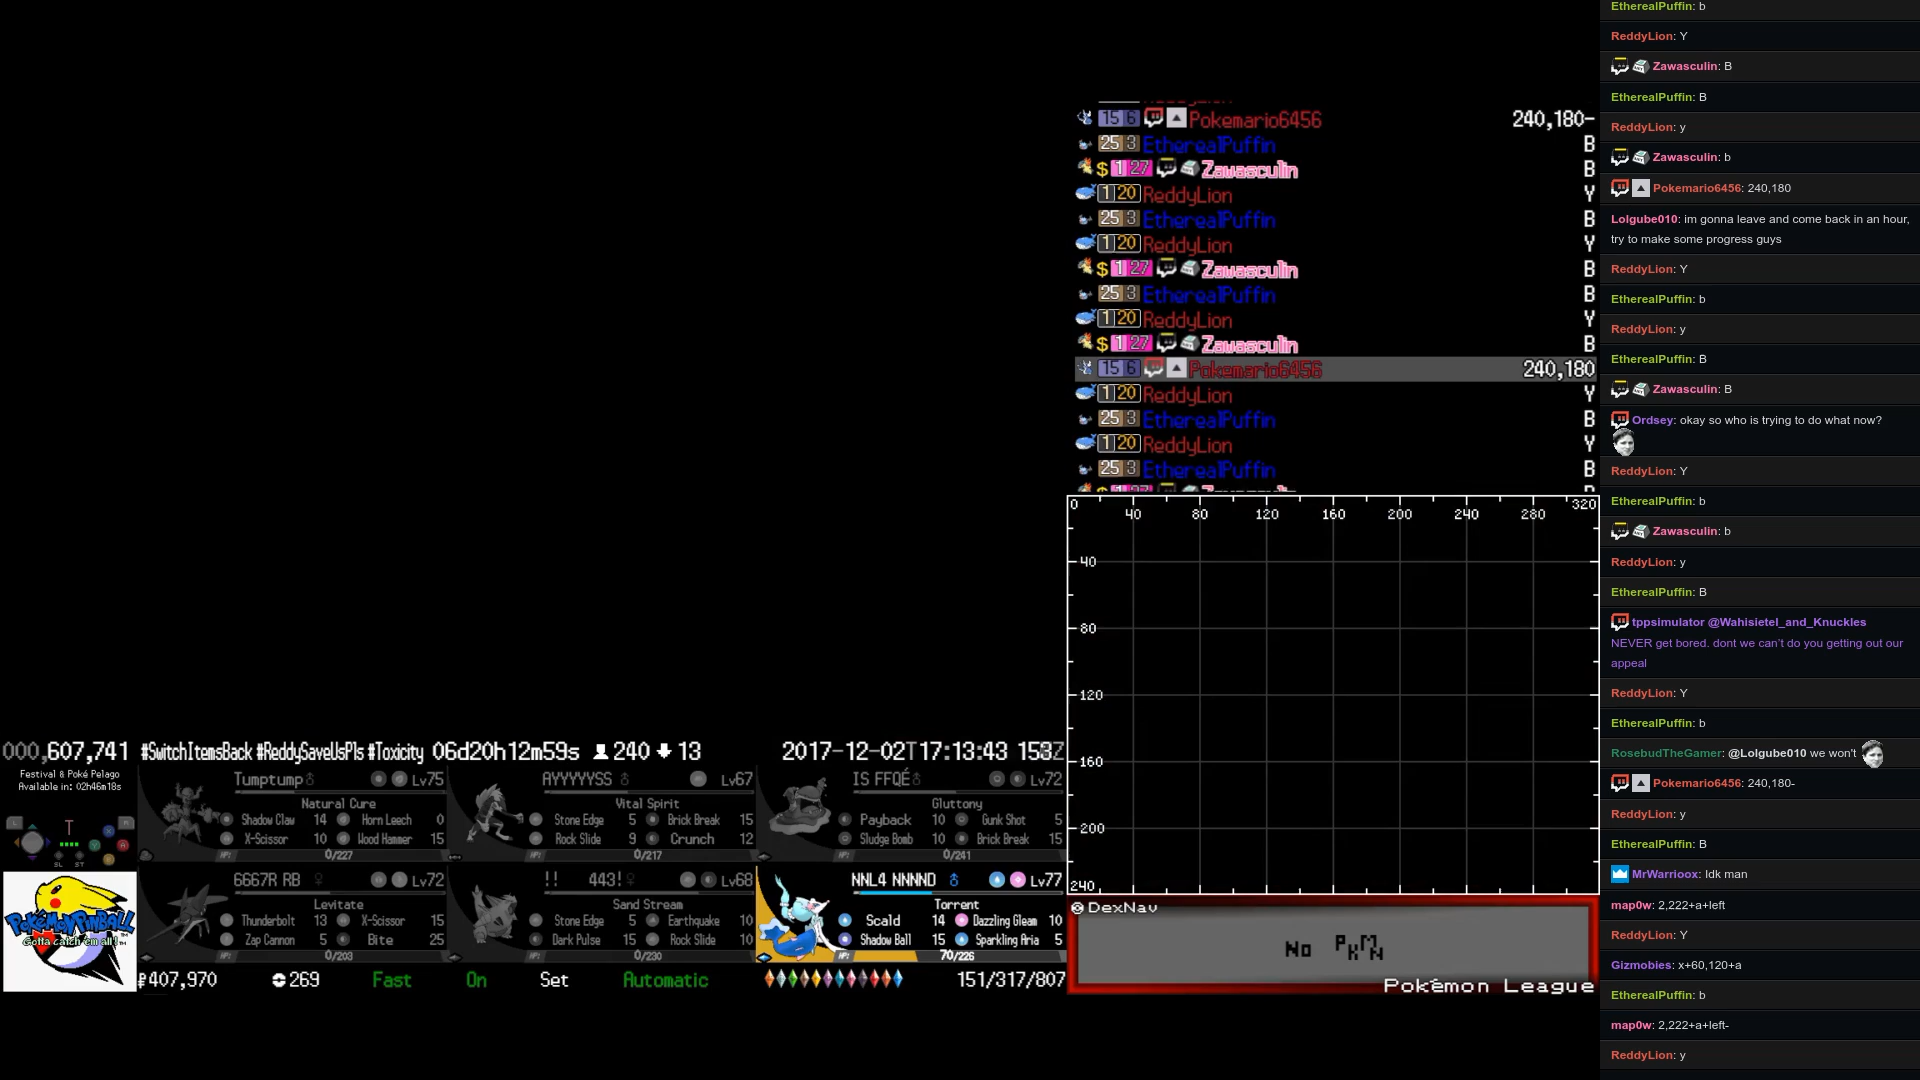 Pokemario6456 240,180-
25 3 EtherealPuffin B
$ 1 27 Zawasculin B
1 20 ReddyLion Y
25 3 EtherealPuffin B
1 20 ReddyLion Y
$ 1 27 Zawasculin B
25 3 EtherealPuffin B
1 20 ReddyLion Y
$ 1 27 Zawasculin B
15 6 Pokemario6456 240,180
1 20 ReddyLion Y
25 3 EtherealPuffin B
1 20 ReddyLion Y
25 3 EtherealPuffin B
0 40 80 120 160 200 240 280 320
40
80
120
160
200
240
000,607,741 #SwitchItemsBack #ReddySaveUsPls #Toxicity 06d20h12m59s 240 13 2017-12-02T17:13:43
Festival & Poké Pelago
Available in: 02h46m18s
Tumptump♂ Lv75
Natural Cure
Shadow Claw 14 Horn Leech 0
X-Scissor 10 Wood Hammer 15
HP: 0/227
AYYYYYSS ♂ Lv67
Vital Spirit
Stone Edge 5 Brick Break 15
Rock Slide 9 Crunch 12
HP: 0/217
IS FFQÉ♂ Lv72
Gluttony
Payback 10 Gunk Shot 5
Sludge Bomb 10 Brick Break 15
HP: 0/241
6667R RB ♀ Lv72
Levitate
Thunderbolt 13 X-Scissor 15
Zap Cannon 5 Bite 25
HP: 0/203
!! 443!♀ Lv68
Sand Stream
Stone Edge 5 Earthquake 10
Dark Pulse 15 Rock Slide 10
HP: 0/230
NNL4 NNNND ♂ Lv77
Torrent
Scald 14 Dazzling Gleam 10
Shadow Ball 15 Sparkling Aria 5
70/226
Pokémon Pinball
Gotta catch 'em all!
L R
SL ST
X Y A B
₽407,970 269 Fast On Set Automatic 151/317/807
DexNav
No PKMN
Pokémon League
EtherealPuffin: b
ReddyLion: Y
Zawasculin: B
EtherealPuffin: B
ReddyLion: y
Zawasculin: b
Pokemario6456: 240,180
Lolgube010: im gonna leave and come back in an hour,
try to make some progress guys
ReddyLion: Y
EtherealPuffin: b
ReddyLion: y
EtherealPuffin: B
Zawasculin: B
Ordsey: okay so who is trying to do what now?
ReddyLion: Y
EtherealPuffin: b
Zawasculin: b
ReddyLion: y
EtherealPuffin: B
tppsimulator @Wahisietel_and_Knuckles
NEVER get bored. dont we can't do you getting out our
appeal
ReddyLion: Y
EtherealPuffin: b
RosebudTheGamer: @Lolgube010 we won't
Pokemario6456: 240,180-
ReddyLion: y
EtherealPuffin: B
MrWarrioox: Idk man
map0w: 2,222+a+left
ReddyLion: Y
Gizmobies: x+60,120+a
EtherealPuffin: b
map0w: 2,222+a+left-
ReddyLion: y